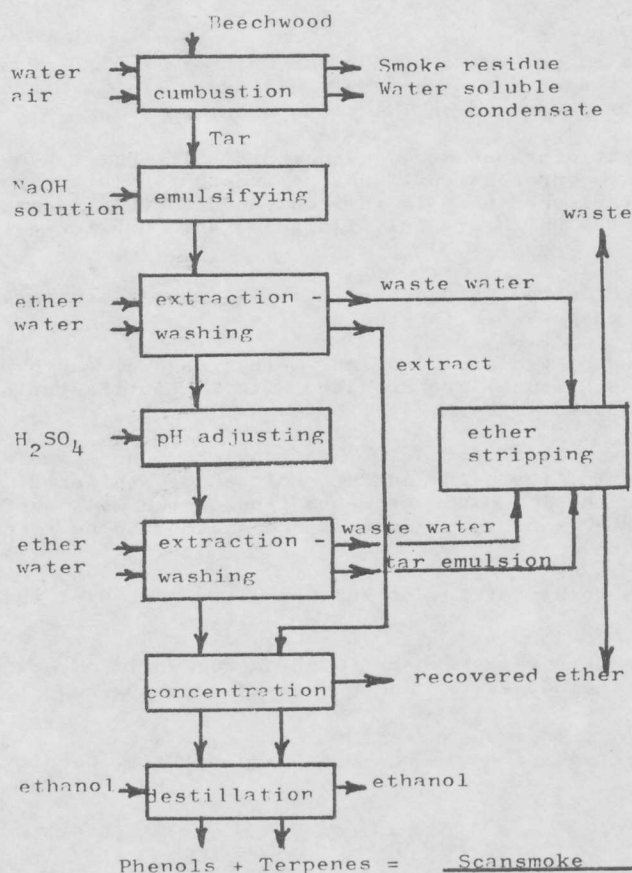 Beechwood
water
air
cumbustion
Smoke residue
Water soluble
condensate
Tar
NaOH
solution
emulsifying
waste
ether
water
extraction -
washing
waste water
extract
H₂SO₄
pH adjusting
ether
stripping
ether
water
extraction -
washing
waste water
tar emulsion
concentration
recovered ether
ethanol
destillation
ethanol
Phenols + Terpenes = Scansmoke